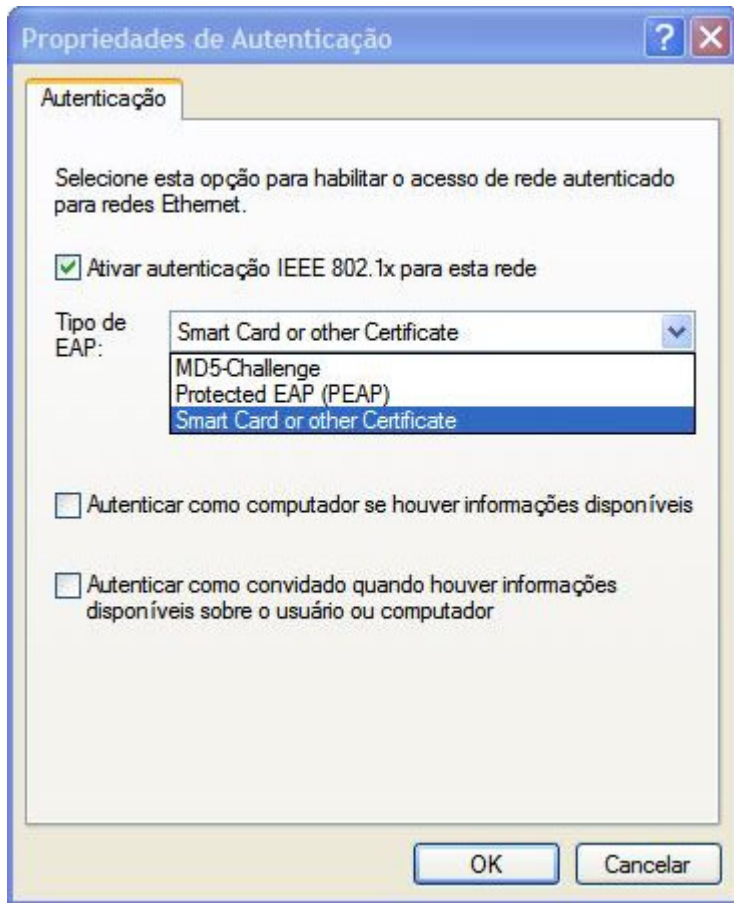 Propriedades de Autenticação
Autenticação
Selecione esta opção para habilitar o acesso de rede autenticado
para redes Ethernet.
Ativar autenticação IEEE 802.1x para esta rede
Tipo de
EAP:
Smart Card or other Certificate
MD5-Challenge
Protected EAP (PEAP)
Smart Card or other Certificate
Autenticar como computador se houver informações disponíveis
Autenticar como convidado quando houver informações
disponíveis sobre o usuário ou computador
OK
Cancelar